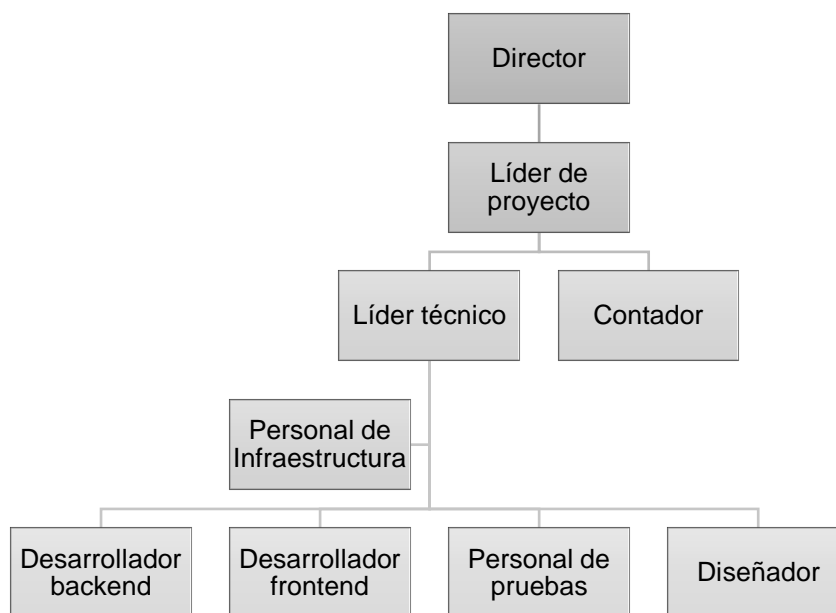 Director
Líder de
proyecto
Líder técnico
Contador
Personal de
Infraestructura
Desarrollador
backend
Desarrollador
frontend
Personal de
pruebas
Diseñador